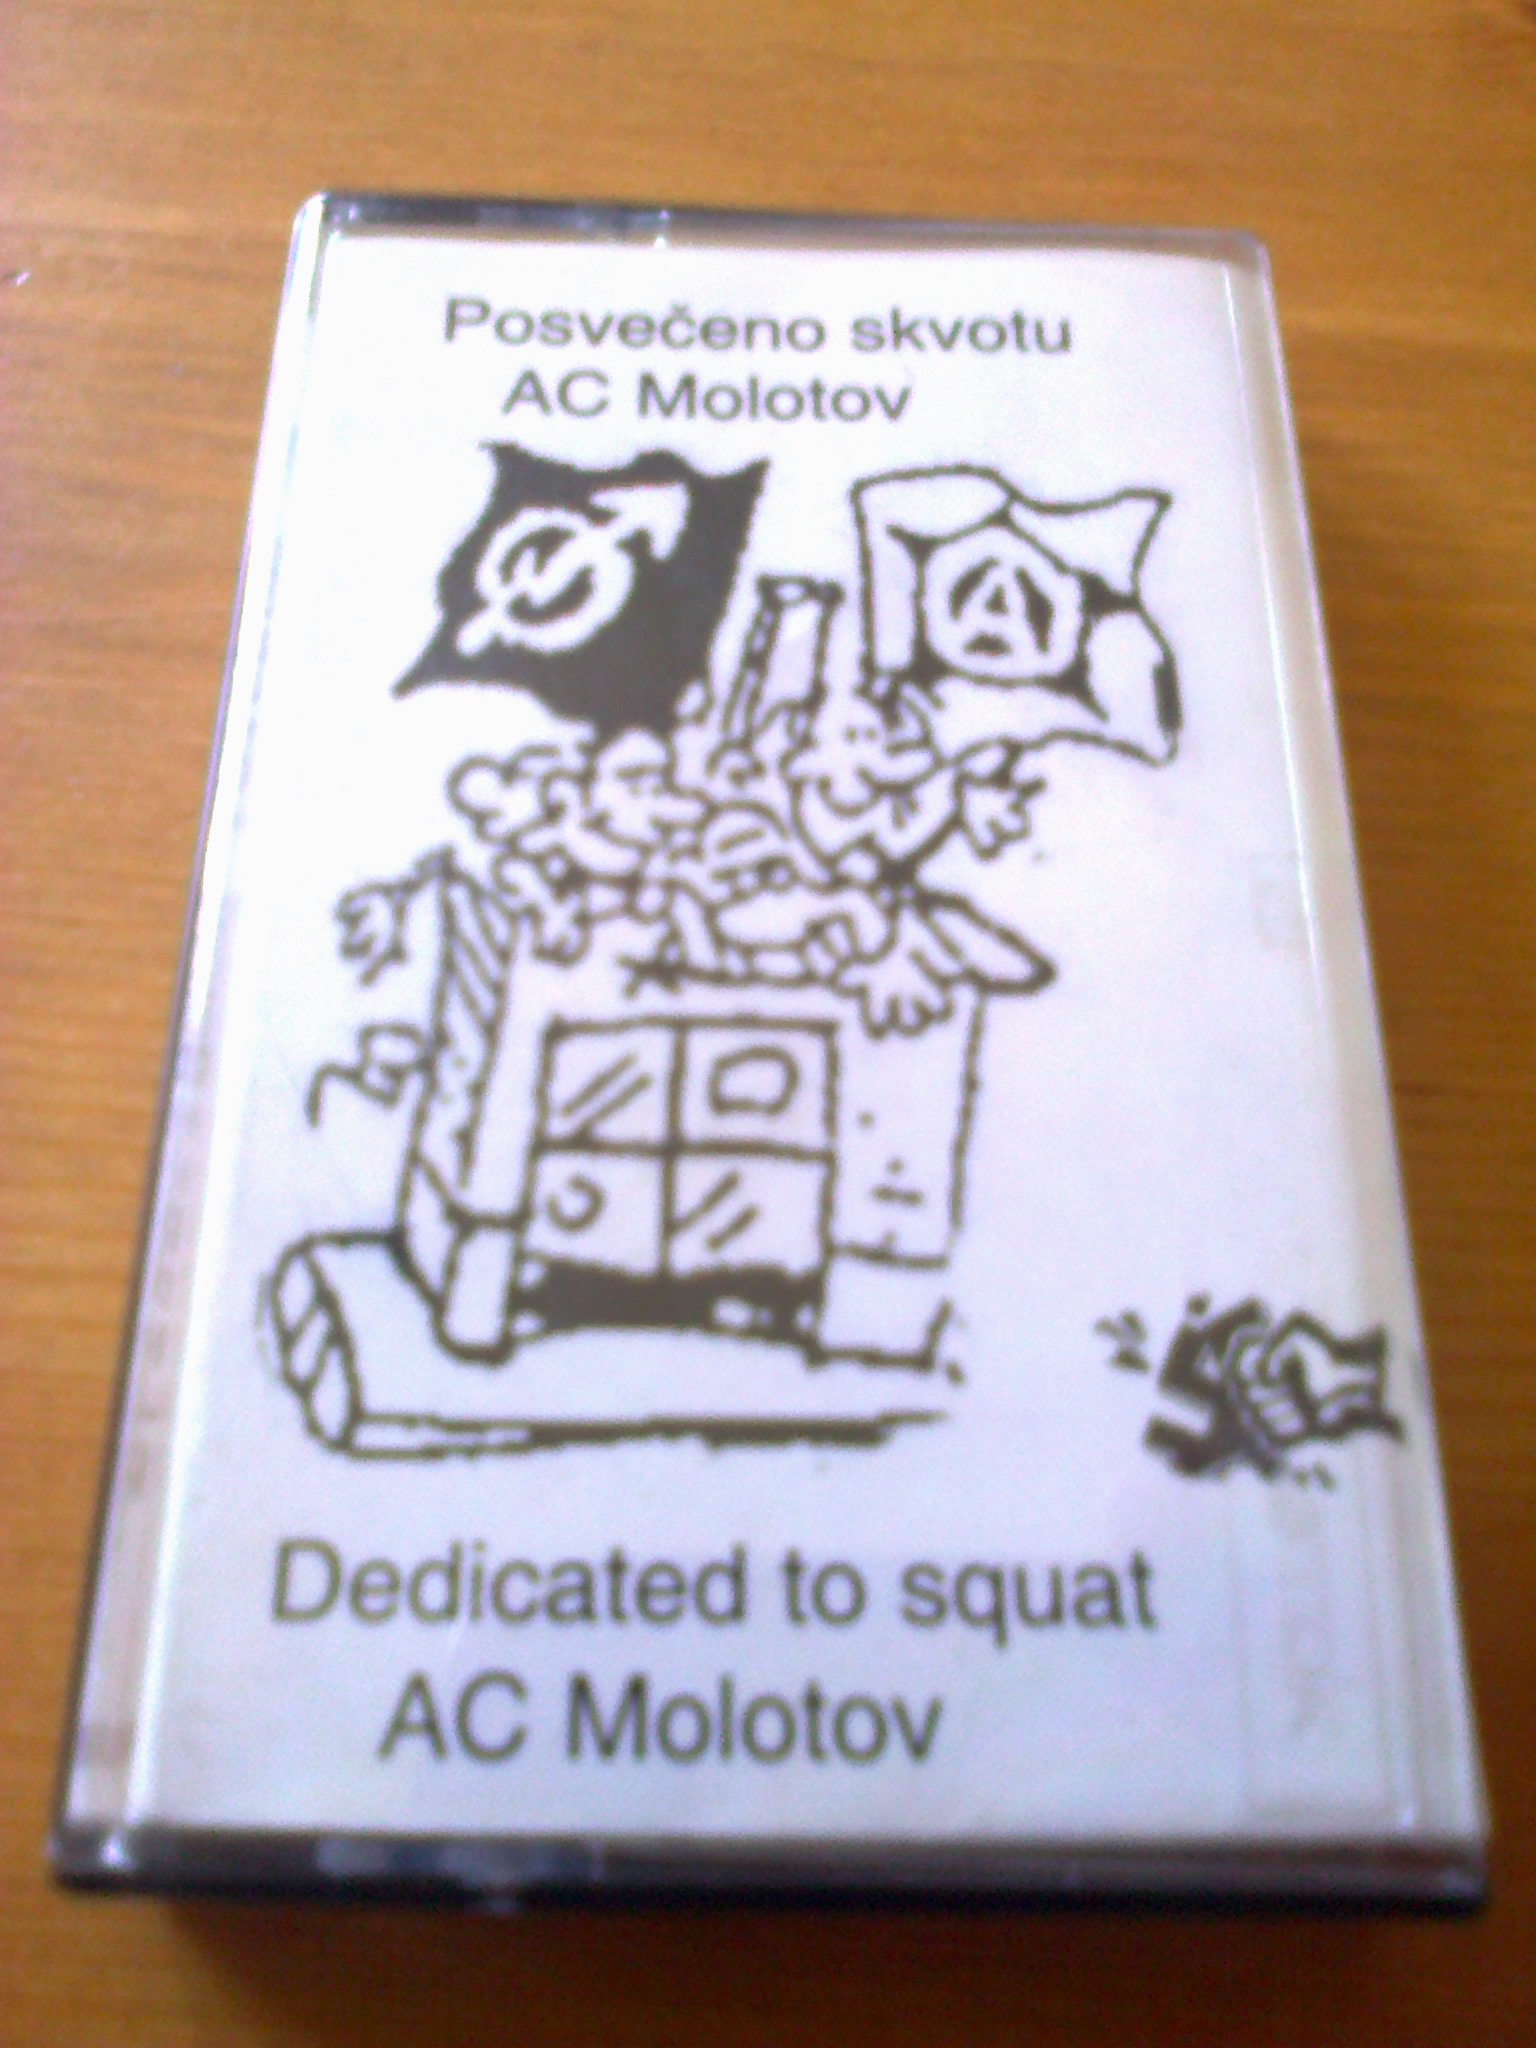 Posvečeno skvotu
AC Molotov
A
Dedicated to squat
AC Molotov